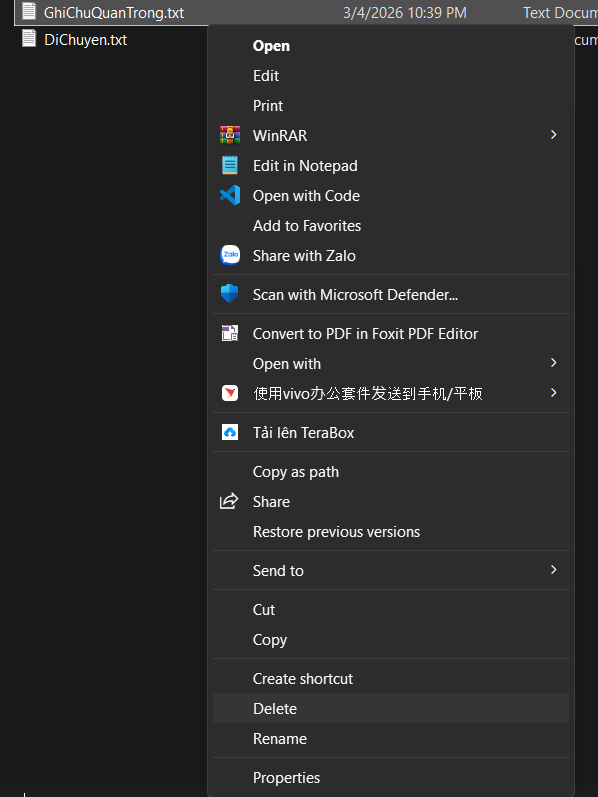 GhiChuQuanTrong.txt 3/4/2026 10:39 PM Text Docum
DiChuyen.txt cum
Open
Edit
Print
WinRAR
Edit in Notepad
Open with Code
Add to Favorites
Zalo Share with Zalo
Scan with Microsoft Defender...
Convert to PDF in Foxit PDF Editor
Open with
使用vivo办公套件发送到手机/平板
Tải lên TeraBox
Copy as path
Share
Restore previous versions
Send to
Cut
Copy
Create shortcut
Delete
Rename
Properties